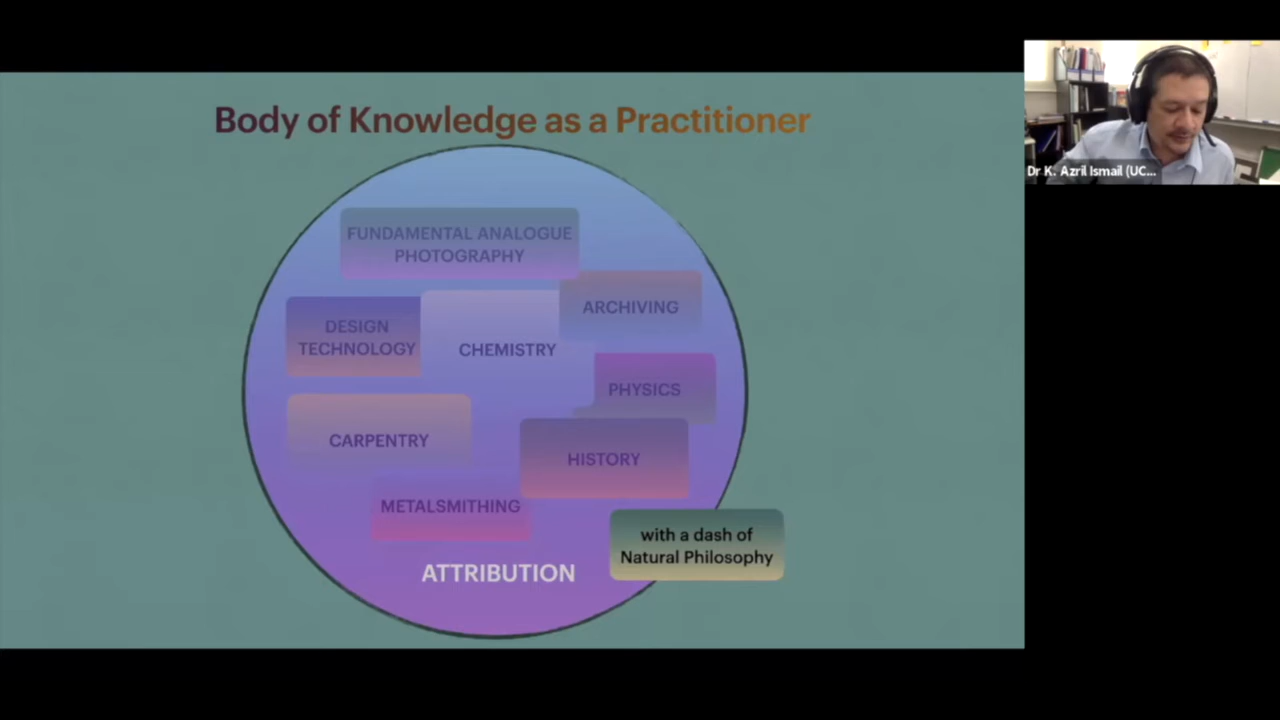 Body of Knowledge as a Practitioner
FUNDAMENTAL ANALOGUE
PHOTOGRAPHY
ARCHIVING
DESIGN
TECHNOLOGY
CHEMISTRY
PHYSICS
CARPENTRY
HISTORY
METALSMITHING
with a dash of
Natural Philosophy
ATTRIBUTION
Dr K. Azril Ismail (UC...